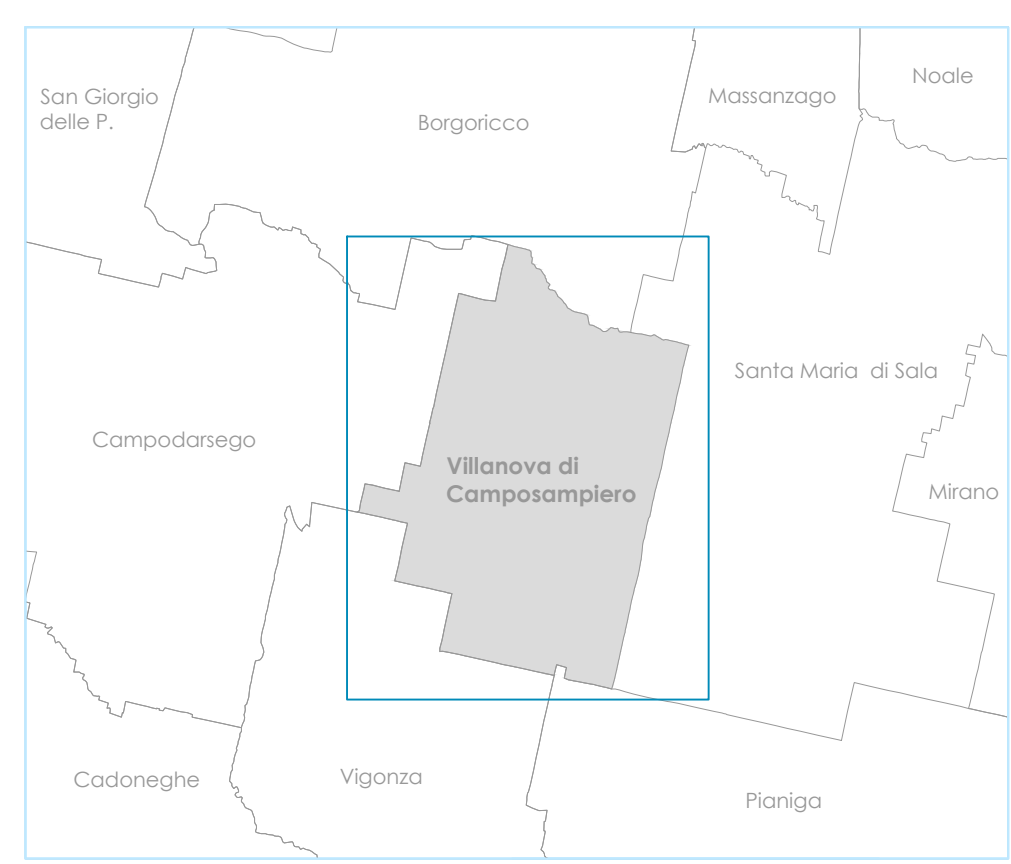 Noale
San Giorgio
delle P.
Massanzago
Borgoricco
Santa Maria di Sala
Campodarsego
Villanova di
Camposampiero
Mirano
Cadoneghe
Vigonza
Pianiga